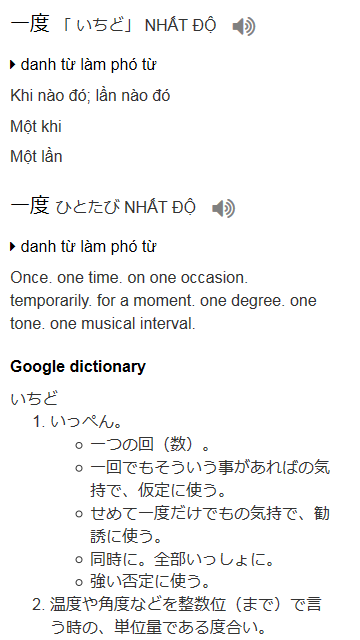 一度 「 いちど」 NHẤT ĐỘ
danh từ làm phó từ
Khi nào đó; lần nào đó
Một khi
Một lần
一度 ひとたび NHẤT ĐỘ
danh từ làm phó từ
Once. one time. on one occasion.
temporarily. for a moment. one degree. one
tone. one musical interval.
Google dictionary
いちど
1. いっぺん。
一つの回（数）。
一回でもそういう事があればの気
持で、仮定に使う。
せめて一度だけでもの気持で、勧
誘に使う。
同時に。全部いっしょに。
強い否定に使う。
2. 温度や角度などを整数位（まで）で言
う時の、単位量である度合い。